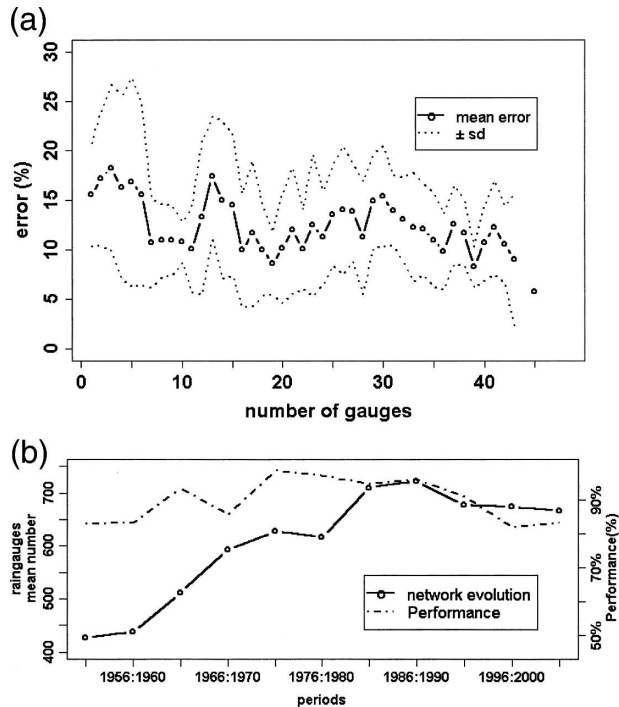 (a)
30
25
20
15
10
5
0
error (%)
mean error
± sd
0 10 20 30 40
number of gauges
(b)
700
600
500
400
raingauges
mean number
90%
70%
50%
Performance(%)
network evolution
Performance
1956:1960 1966:1970 1976:1980 1986:1990 1996:2000
periods